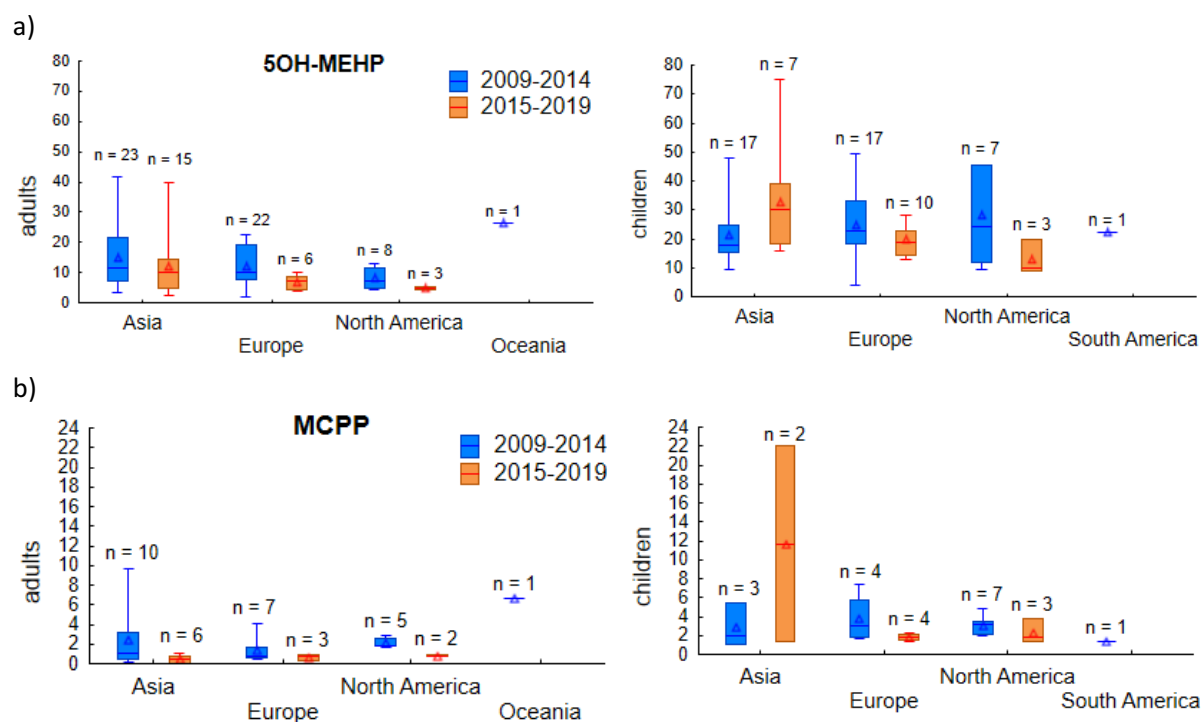 a)
5OH-MEHP
2009-2014
2015-2019
adults
80
70
60
50
40
30
20
10
0
n = 23
n = 15
n = 22
n = 6
n = 8
n = 3
n = 1
Asia
Europe
North America
Oceania
children
80
70
60
50
40
30
20
10
0
n = 17
n = 7
n = 17
n = 10
n = 7
n = 3
n = 1
Asia
Europe
North America
South America
b)
MCPP
2009-2014
2015-2019
adults
24
22
20
18
16
14
12
10
8
6
4
2
0
n = 10
n = 6
n = 7
n = 3
n = 5
n = 2
n = 1
Asia
Europe
North America
Oceania
children
24
22
20
18
16
14
12
10
8
6
4
2
0
n = 3
n = 2
n = 4
n = 4
n = 7
n = 3
n = 1
Asia
Europe
North America
South America